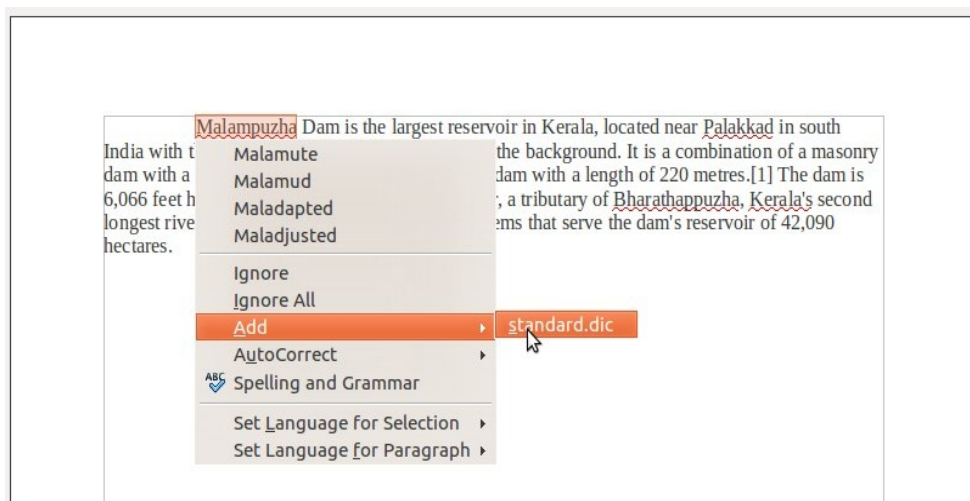 Malampuzha Dam is the largest reservoir in Kerala, located near Palakkad in south
India with t the background. It is a combination of a masonry
dam with a dam with a length of 220 metres.[1] The dam is
6,066 feet h , a tributary of Bharathappuzha, Kerala's second
longest rive ems that serve the dam's reservoir of 42,090
hectares.
Malamute
Malamud
Maladapted
Maladjusted
Ignore
Ignore All
Add
standard.dic
AutoCorrect
ABC Spelling and Grammar
Set Language for Selection
Set Language for Paragraph